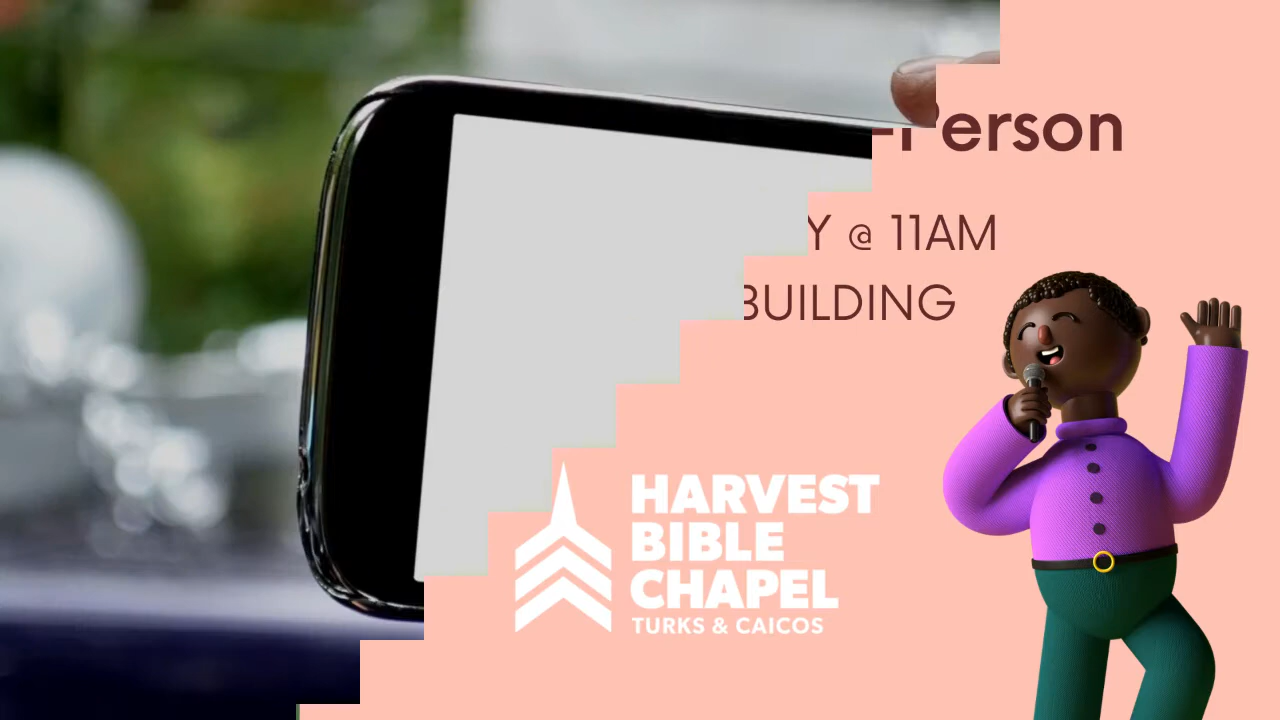 -Person
Y @ 11AM
BUILDING
HARVEST
BIBLE
CHAPEL
TURKS & CAICOS